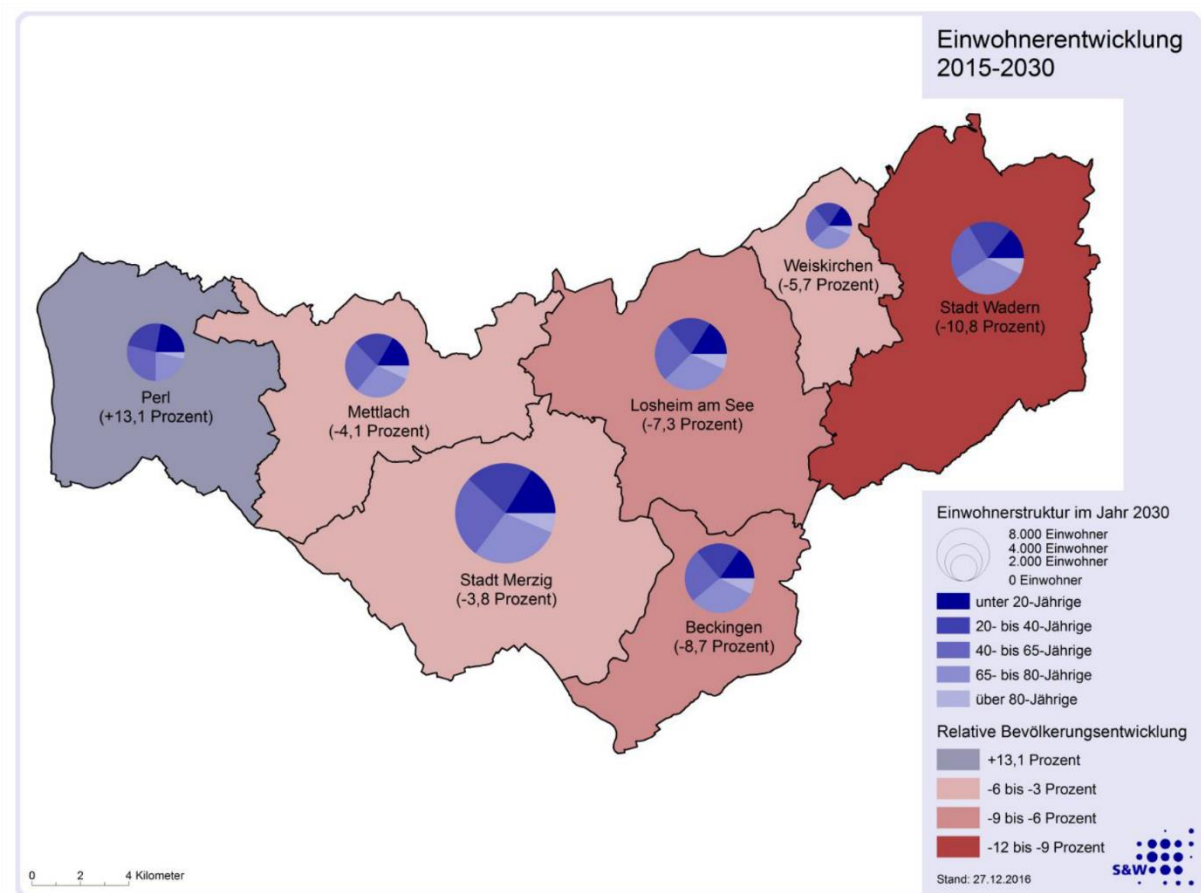 Einwohnerentwicklung
2015-2030
Weiskirchen
(-5,7 Prozent)
Stadt Wadern
(-10,8 Prozent)
Perl
(+13,1 Prozent)
Mettlach
(-4,1 Prozent)
Losheim am See
(-7,3 Prozent)
Stadt Merzig
(-3,8 Prozent)
Beckingen
(-8,7 Prozent)
Einwohnerstruktur im Jahr 2030
8.000 Einwohner
4.000 Einwohner
2.000 Einwohner
0 Einwohner
unter 20-Jährige
20- bis 40-Jährige
40- bis 65-Jährige
65- bis 80-Jährige
über 80-Jährige
Relative Bevölkerungsentwicklung
+13,1 Prozent
-6 bis -3 Prozent
-9 bis -6 Prozent
-12 bis -9 Prozent
S&W
Stand: 27.12.2016
0 2 4 Kilometer